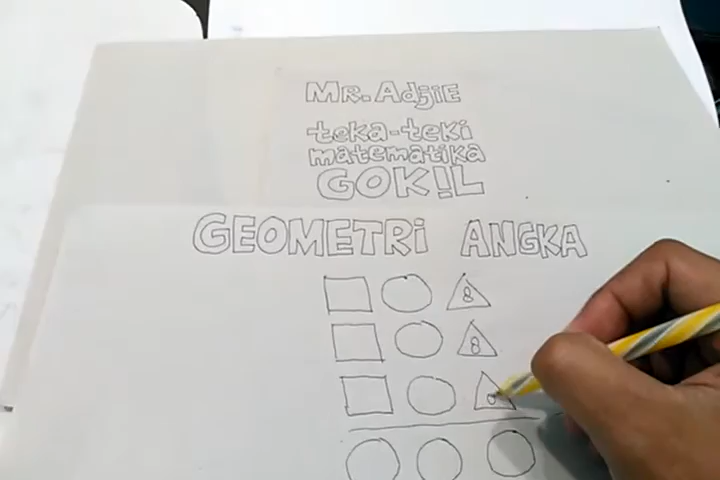 MR. AdjiE
teka-teki
matematika
GOK!L
GEOMETRi ANGKA
8
8